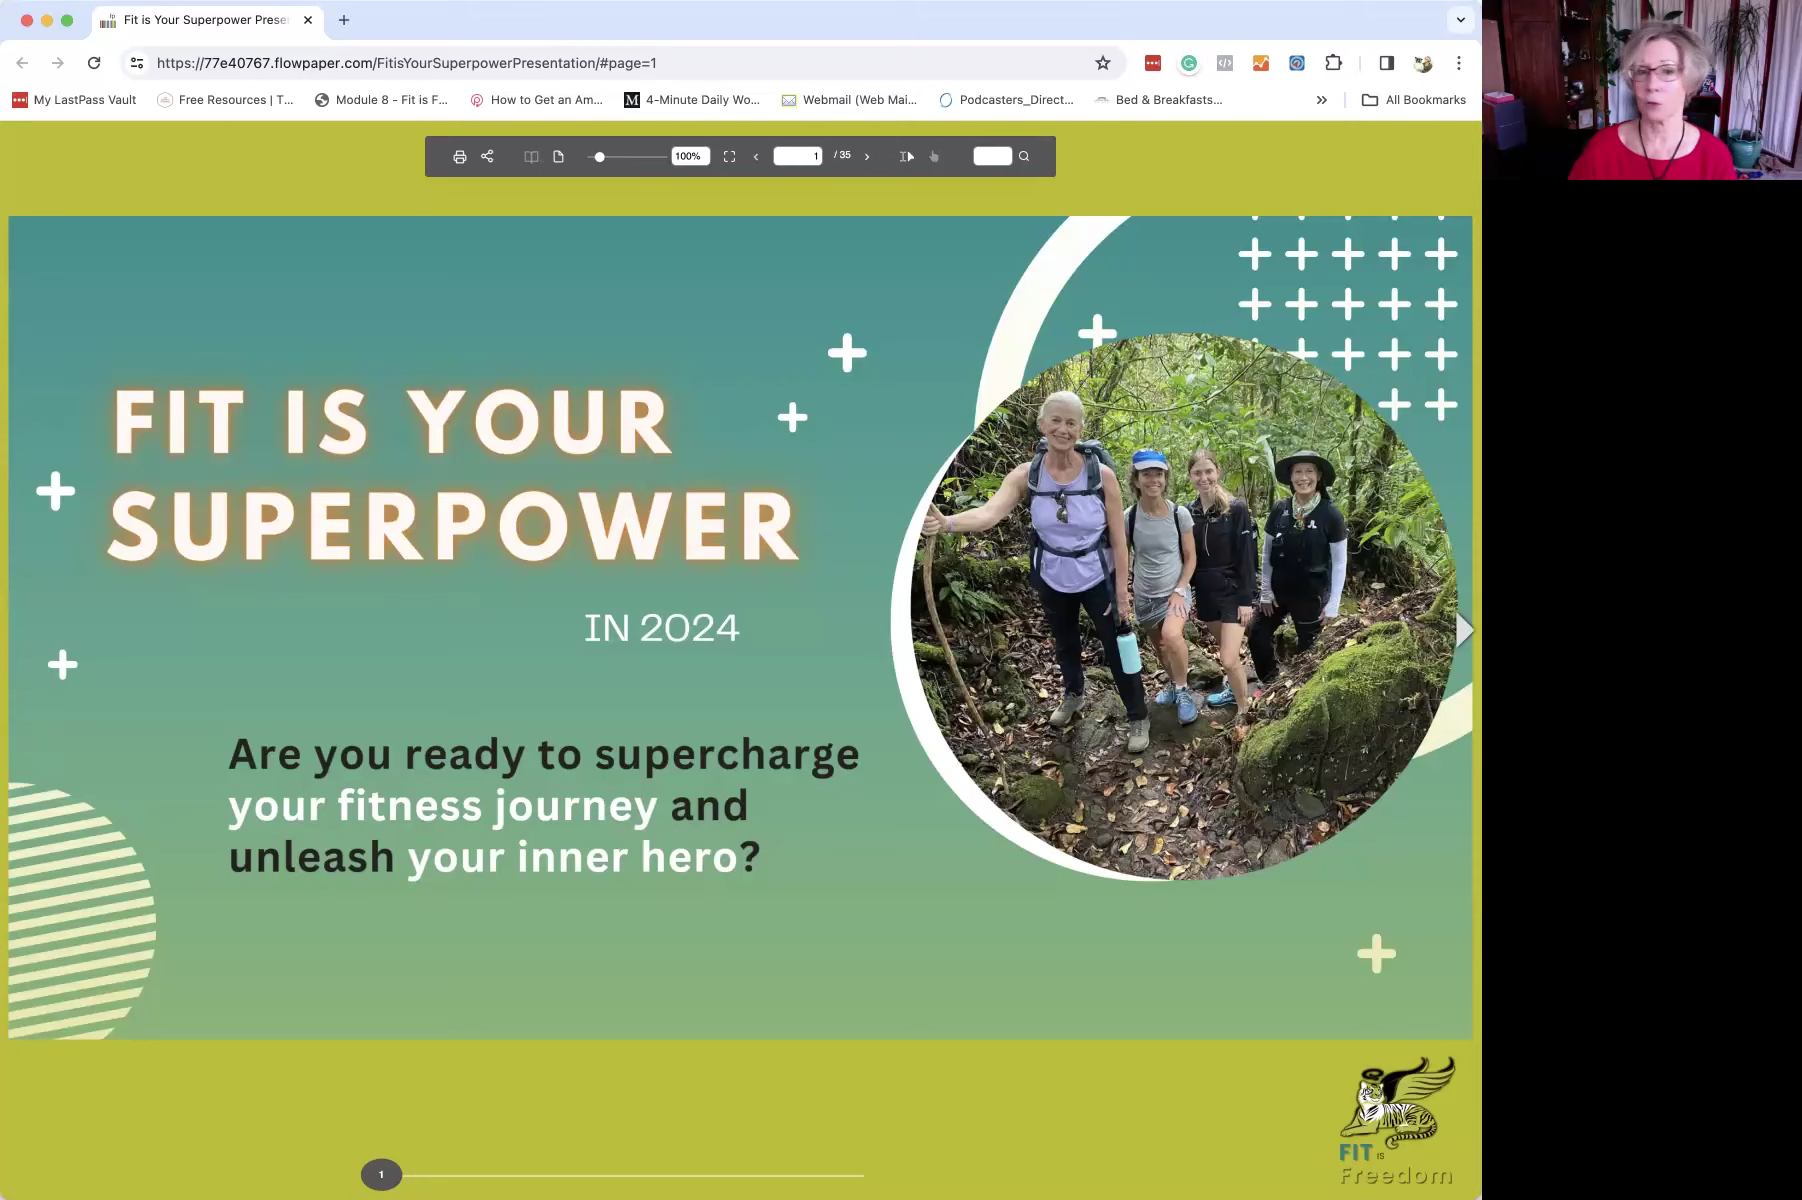 Fit is Your Superpower Prese
https://77e40767.flowpaper.com/FitisYourSuperpowerPresentation/#page=1
My LastPass Vault
Free Resources | T...
Module 8 - Fit is F...
How to Get an Am...
4-Minute Daily Wo...
Webmail (Web Mai...
Podcasters_Direct...
Bed & Breakfasts...
All Bookmarks
100%
1
/ 35
FIT IS YOUR
SUPERPOWER
IN 2024
Are you ready to supercharge
your fitness journey and
unleash your inner hero?
FIT IS
Freedom
1